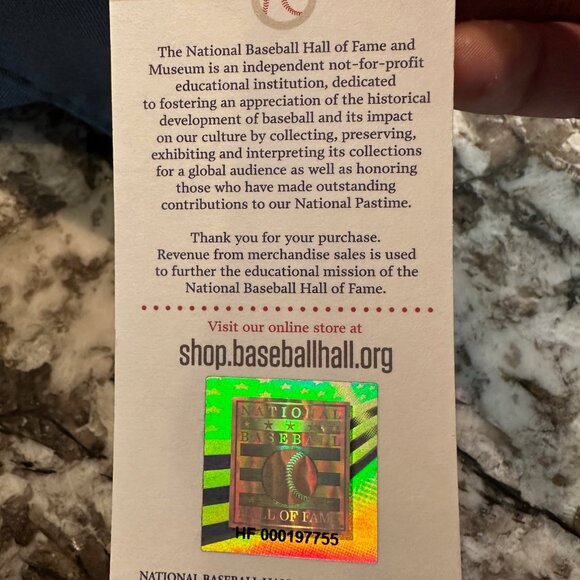 The National Baseball Hall of Fame and
Museum is an independent not-for-profit
educational institution, dedicated
to fostering an appreciation of the historical
development of baseball and its impact
on our culture by collecting, preserving,
exhibiting and interpreting its collections
for a global audience as well as honoring
those who have made outstanding
contributions to our National Pastime.
Thank you for your purchase.
Revenue from merchandise sales is used
to further the educational mission of the
National Baseball Hall of Fame.
Visit our online store at
shop.baseballhall.org
NATIONAL
BASEBALL
HALL OF FAME
HF 000197755
NATIONAL BASEBALL